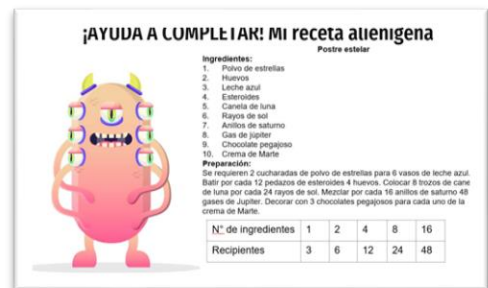 ¡AYUDA A COMPLETAR! Mi receta alienígena
Postre estelar
Ingredientes:
1. Polvo de estrellas
2. Huevos
3. Leche azul
4. Esteroides
5. Canela de luna
6. Rayos de sol
7. Anillos de saturno
8. Gas de júpiter
9. Chocolate pegajoso
10. Crema de Marte
Preparación:
Se requieren 2 cucharadas de polvo de estrellas para 6 vasos de leche azul.
Batir por cada 12 pedazos de esteroides 4 huevos. Colocar 8 trozos de cane
de luna por cada 24 rayos de sol. Mezclar por cada 16 anillos de saturno 48
gases de Jupiter. Decorar con 3 chocolates pegajosos para cada uno de la
crema de Marte.
N° de ingredientes 1 2 4 8 16
Recipientes 3 6 12 24 48